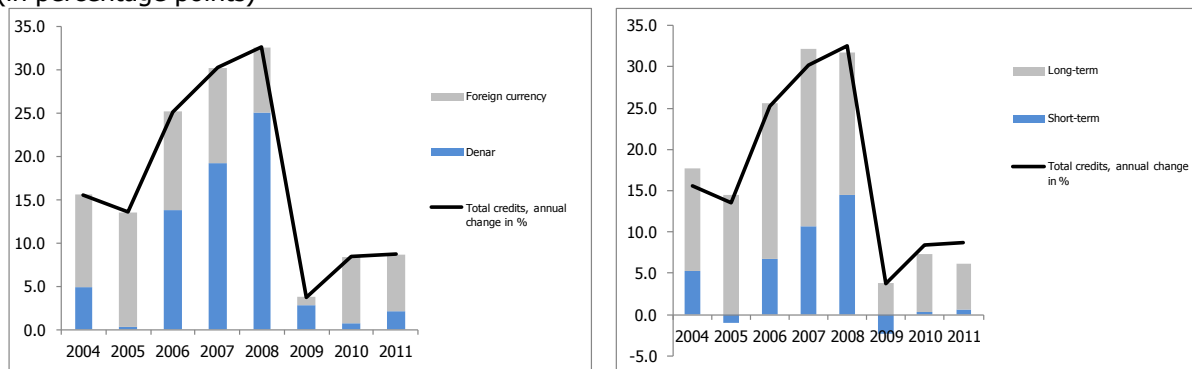 (in percentage points)
35.0
30.0
25.0
20.0
15.0
10.0
5.0
0.0
2004 2005 2006 2007 2008 2009 2010 2011
Foreign currency
Denar
Total credits, annual
change in %
35.0
30.0
25.0
20.0
15.0
10.0
5.0
0.0
-5.0
2004 2005 2006 2007 2008 2009 2010 2011
Long-term
Short-term
Total credits, annual change
in %